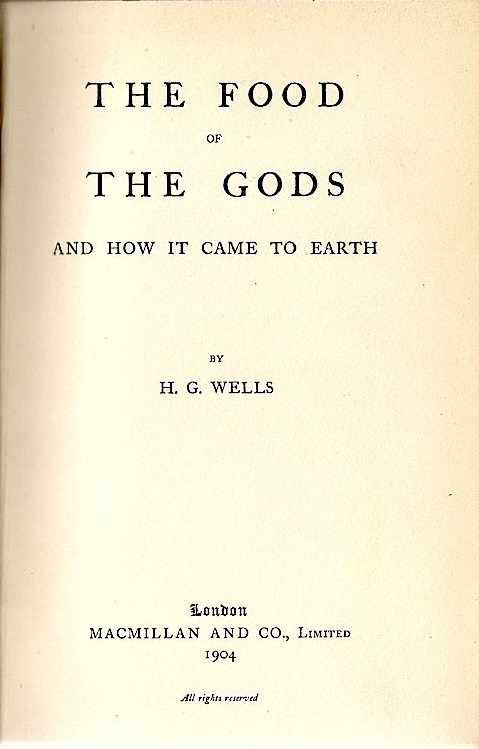 THE FOOD
OF
THE GODS
AND HOW IT CAME TO EARTH
BY
H. G. WELLS
London
MACMILLAN AND CO., LIMITED
1904
All rights reserved